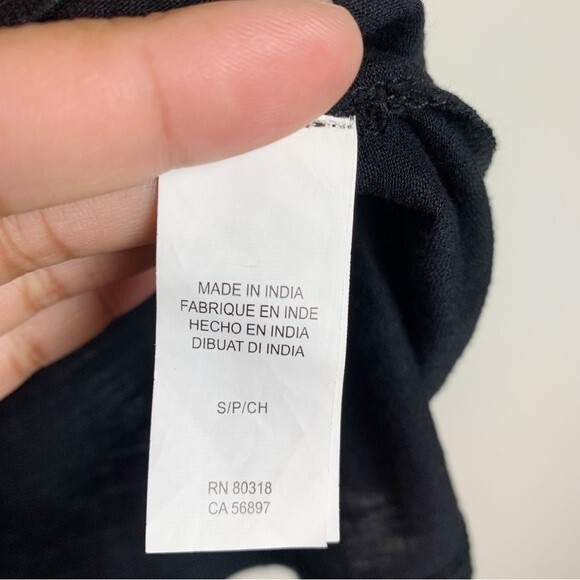 MADE IN INDIA
FABRIQUE EN INDE
HECHO EN INDIA
DIBUAT DI INDIA
S/P/CH
RN 80318
CA 56897